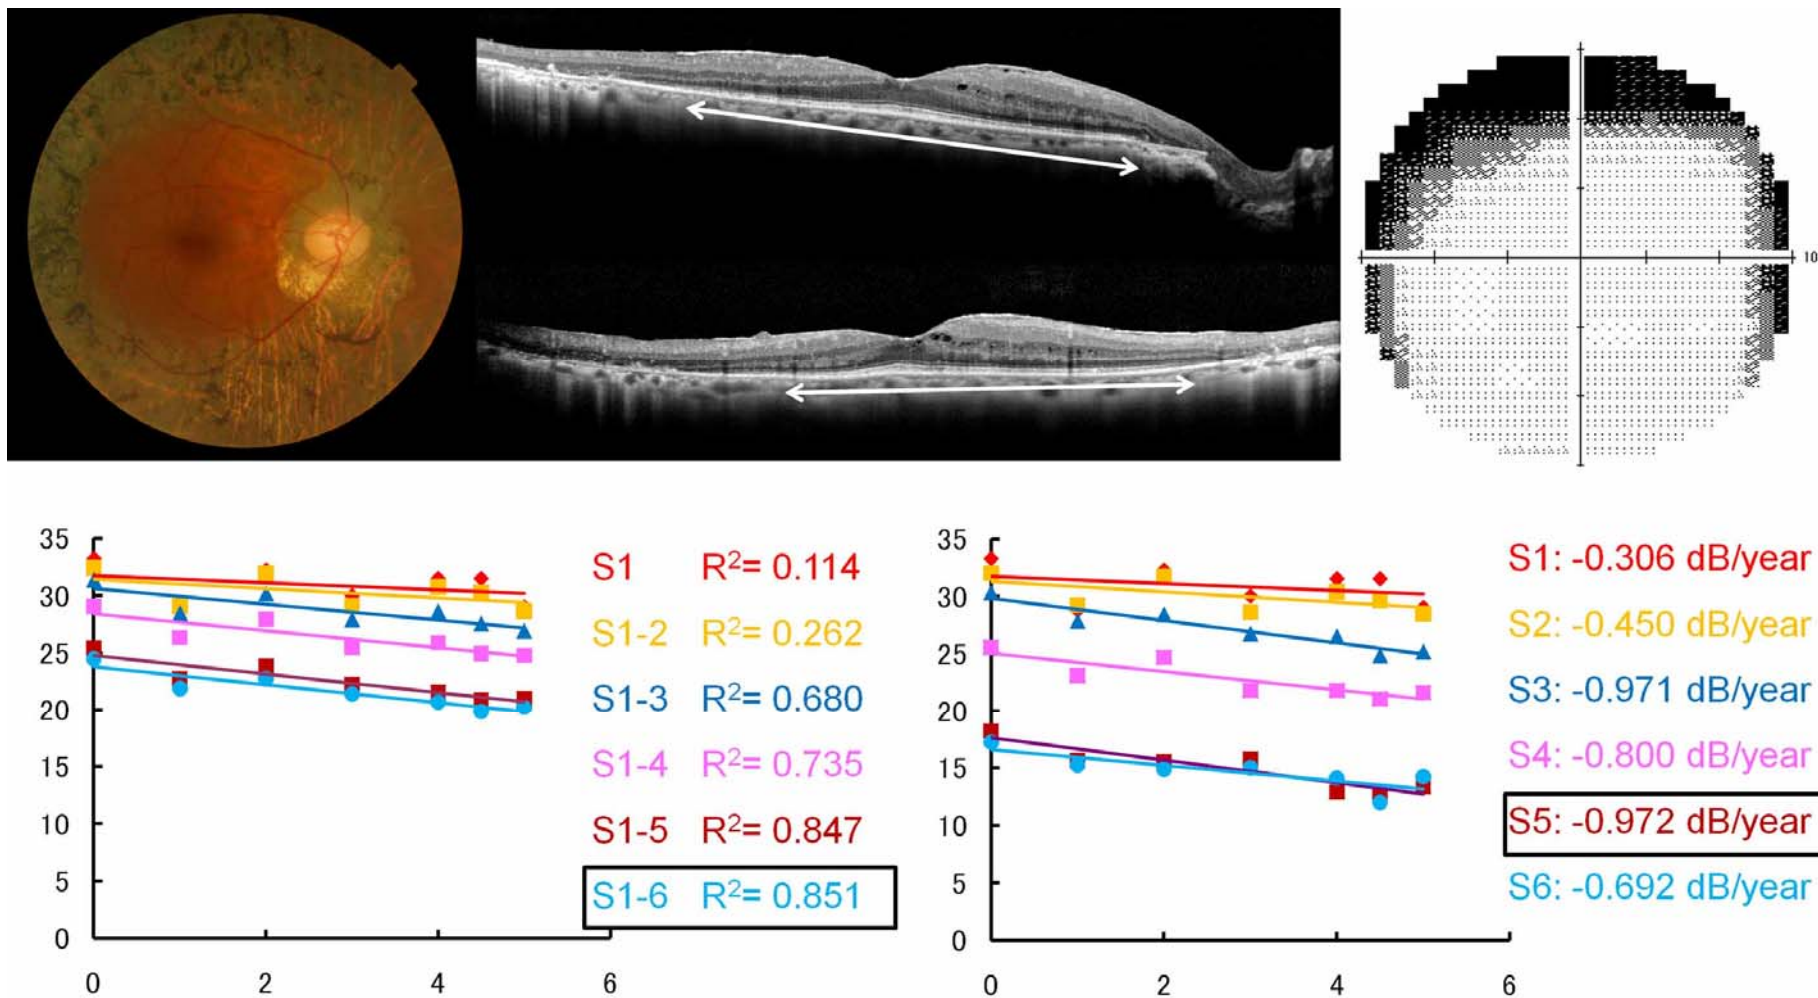 10
35
30
25
20
15
10
5
0
0 2 4 6
S1 R²= 0.114
S1-2 R²= 0.262
S1-3 R²= 0.680
S1-4 R²= 0.735
S1-5 R²= 0.847
S1-6 R²= 0.851
35
30
25
20
15
10
5
0
0 2 4 6
S1: -0.306 dB/year
S2: -0.450 dB/year
S3: -0.971 dB/year
S4: -0.800 dB/year
S5: -0.972 dB/year
S6: -0.692 dB/year